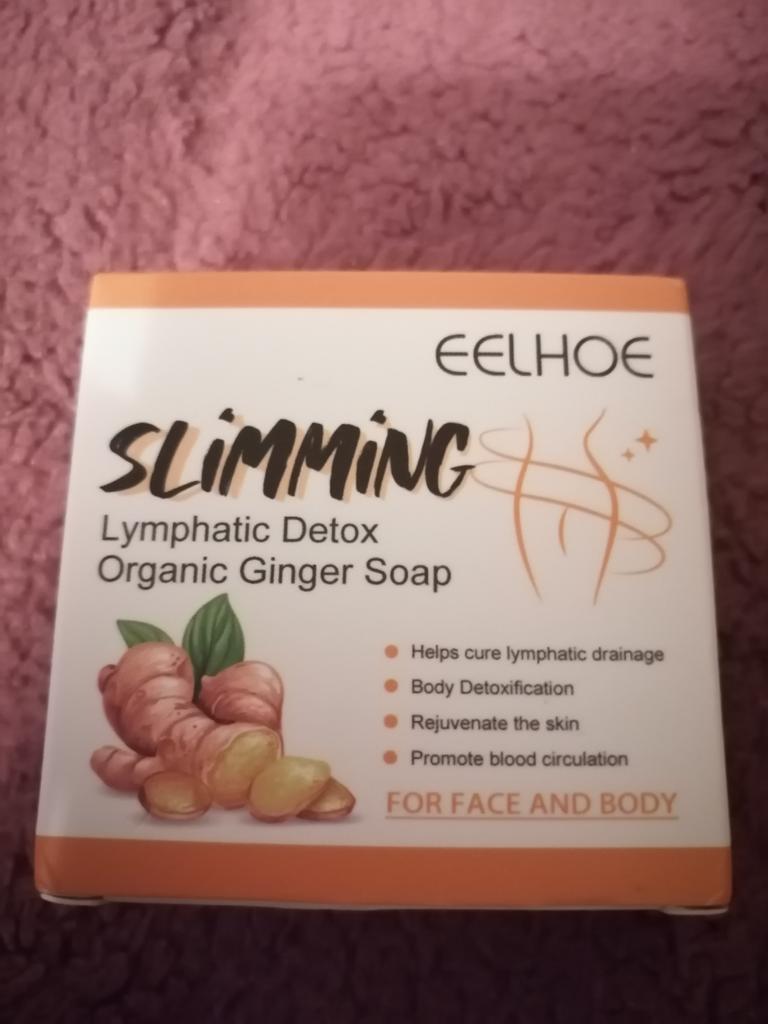 EELHOE
SLiMMiNG
Lymphatic Detox
Organic Ginger Soap
Helps cure lymphatic drainage
Body Detoxification
Rejuvenate the skin
Promote blood circulation
FOR FACE AND BODY